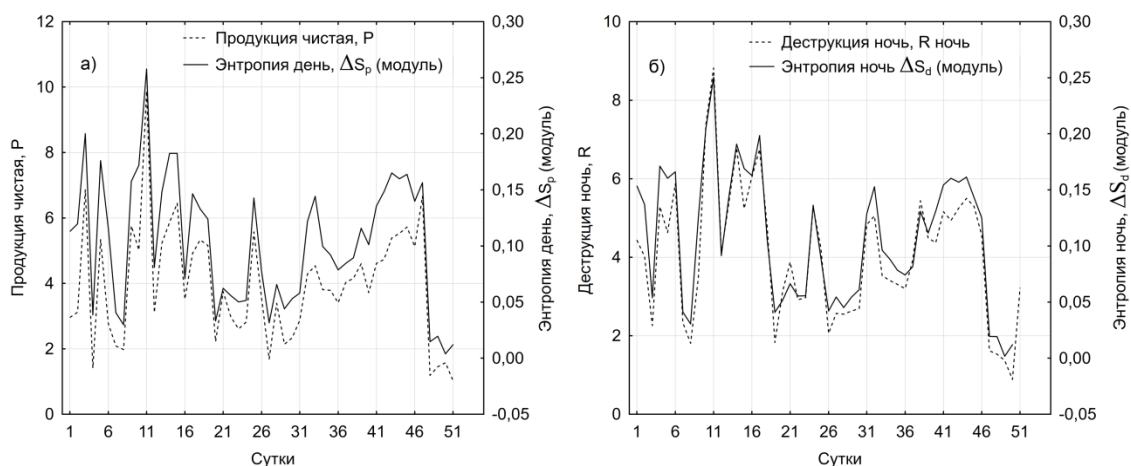 12
10
8
6
4
2
0
0,30
0,25
0,20
0,15
0,10
0,05
0,00
-0,05
а)
Продукция чистая, P
Энтропия день, ΔSp (модуль)
Продукция чистая, P
Энтропия день, ΔSp (модуль)
1 6 11 16 21 26 31 36 41 46 51
Сутки
10
8
6
4
2
0
0,30
0,25
0,20
0,15
0,10
0,05
0,00
-0,05
б)
Деструкция ночь, R ночь
Энтропия ночь ΔSd (модуль)
Деструкция ночь, R
Энтропия ночь, ΔSd (модуль)
1 6 11 16 21 26 31 36 41 46 51
Сутки